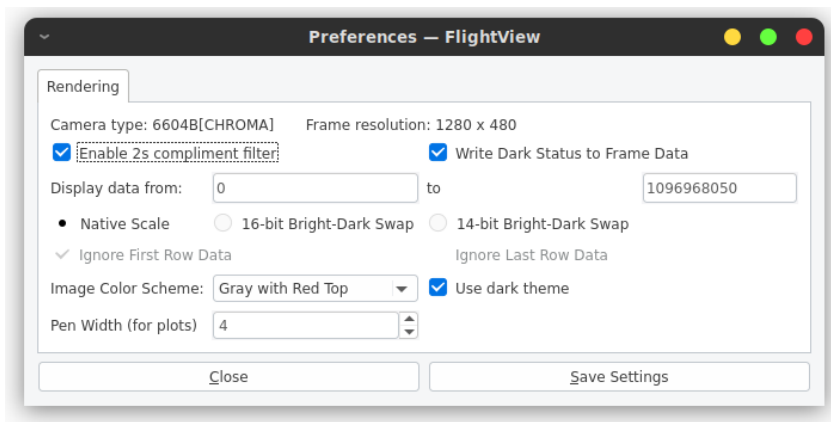 Preferences — FlightView
Rendering
Camera type: 6604B[CHROMA] Frame resolution: 1280 x 480
Enable 2s compliment filter Write Dark Status to Frame Data
Display data from: 0 to 1096968050
Native Scale 16-bit Bright-Dark Swap 14-bit Bright-Dark Swap
Ignore First Row Data Ignore Last Row Data
Image Color Scheme: Gray with Red Top Use dark theme
Pen Width (for plots) 4
Close Save Settings